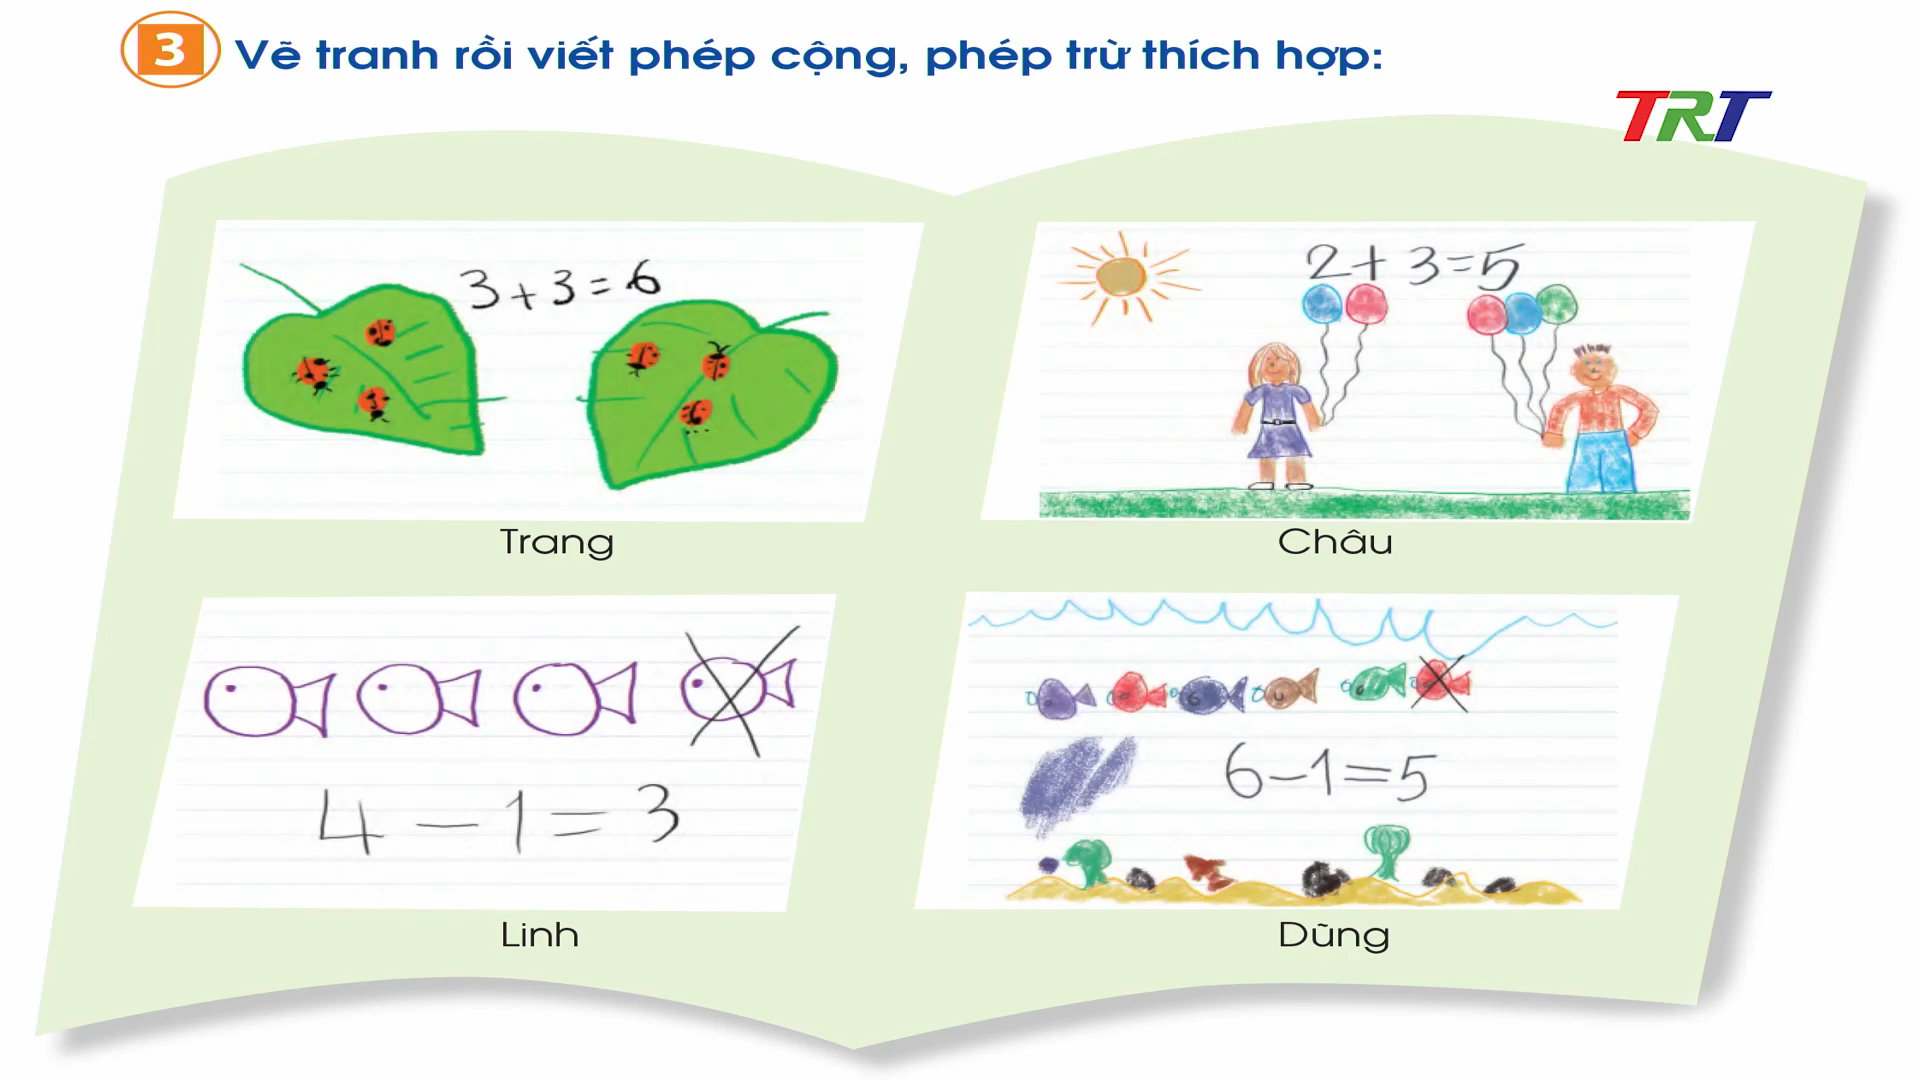 3 Vẽ tranh rồi viết phép cộng, phép trừ thích hợp:
TRT
3 + 3 = 6
2 + 3 = 5
Trang
Châu
4 - 1 = 3
6 - 1 = 5
Linh
Dũng